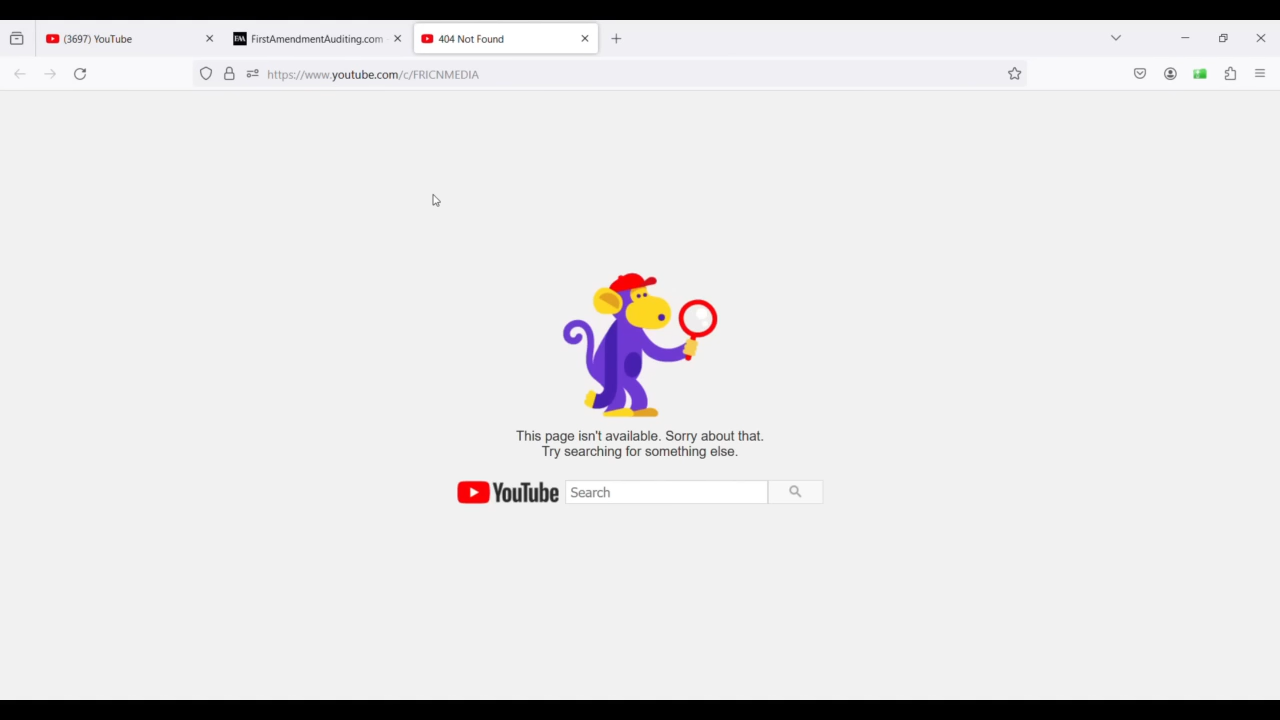 (3697) YouTube
FAA FirstAmendmentAuditing.com
404 Not Found
https://www.youtube.com/c/FRICNMEDIA
This page isn't available. Sorry about that.
Try searching for something else.
YouTube
Search